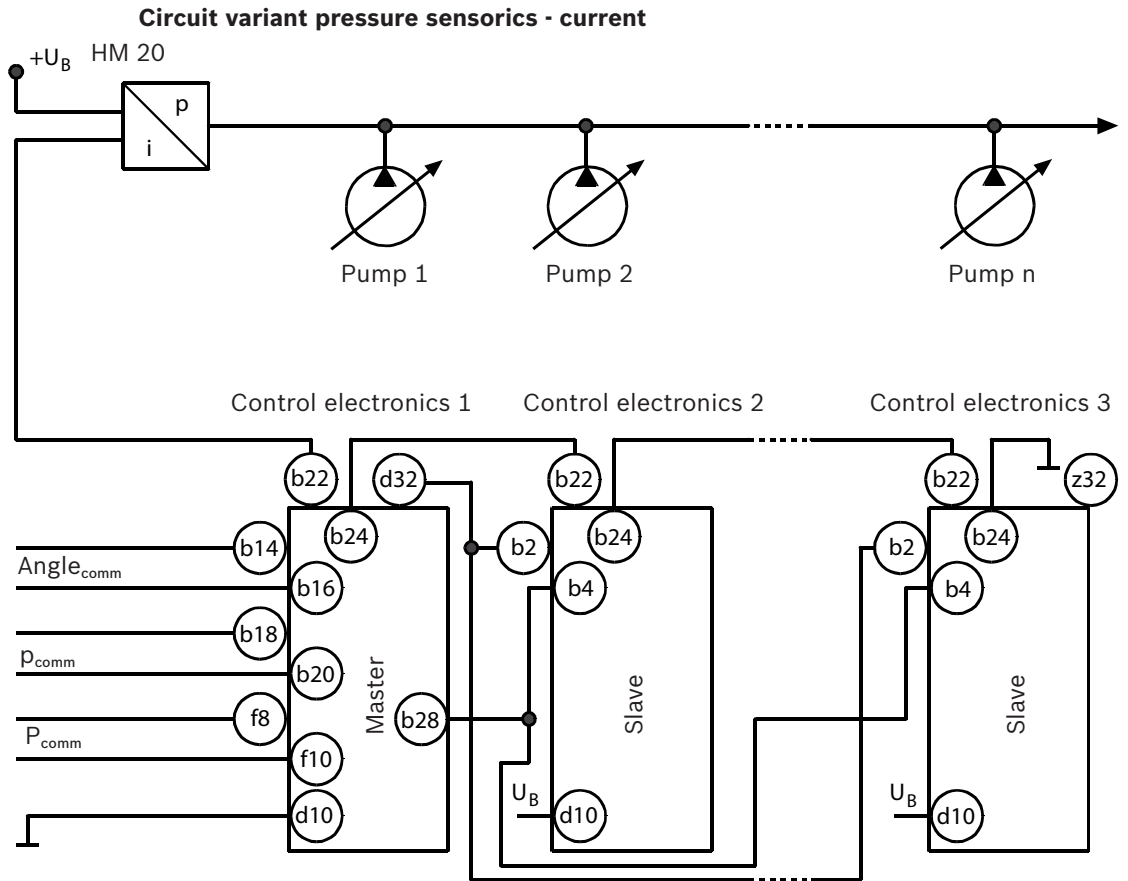 Circuit variant pressure sensorics - current
+UB HM 20
p
i
Pump 1 Pump 2 Pump n
Control electronics 1 Control electronics 2 Control electronics 3
b22 d32 b22 b22 z32
b24 b24 b24
b14 b2 b2
Anglecomm
b16 b4 b4
b18
pcomm
b20
Master Slave Slave
f8 b28
Pcomm
f10
UB UB
d10 d10 d10